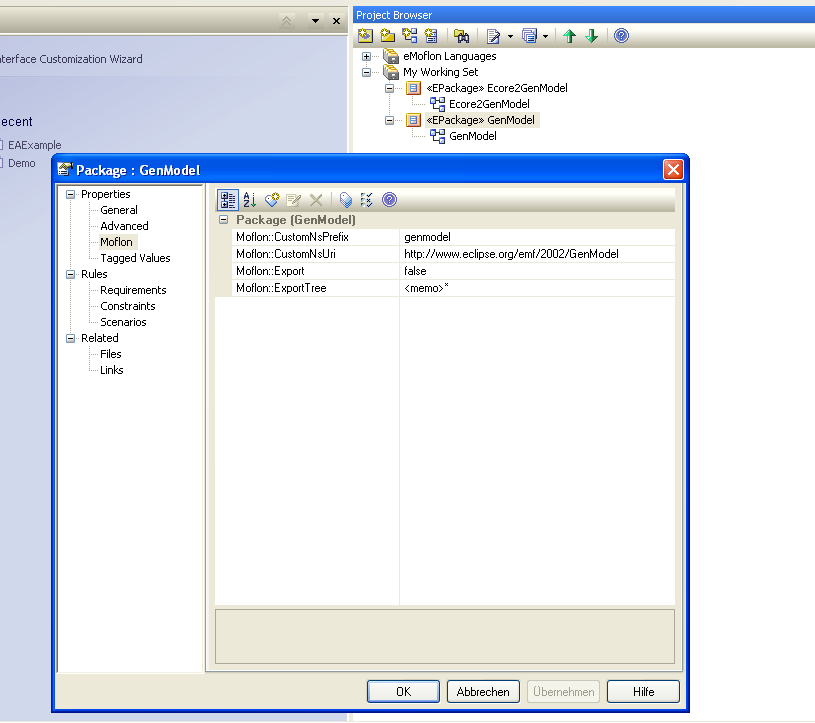 Project Browser
nterface Customization Wizard
ecent
EAExample
Demo
eMoflon Languages
My Working Set
«EPackage» Ecore2GenModel
Ecore2GenModel
«EPackage» GenModel
GenModel
Package : GenModel
Properties
General
Advanced
Moflon
Tagged Values
Rules
Requirements
Constraints
Scenarios
Related
Files
Links
Package (GenModel)
Moflon::CustomNsPrefix genmodel
Moflon::CustomNsUri http://www.eclipse.org/emf/2002/GenModel
Moflon::Export false
Moflon::ExportTree <memo>*
OK Abbrechen Übernehmen Hilfe